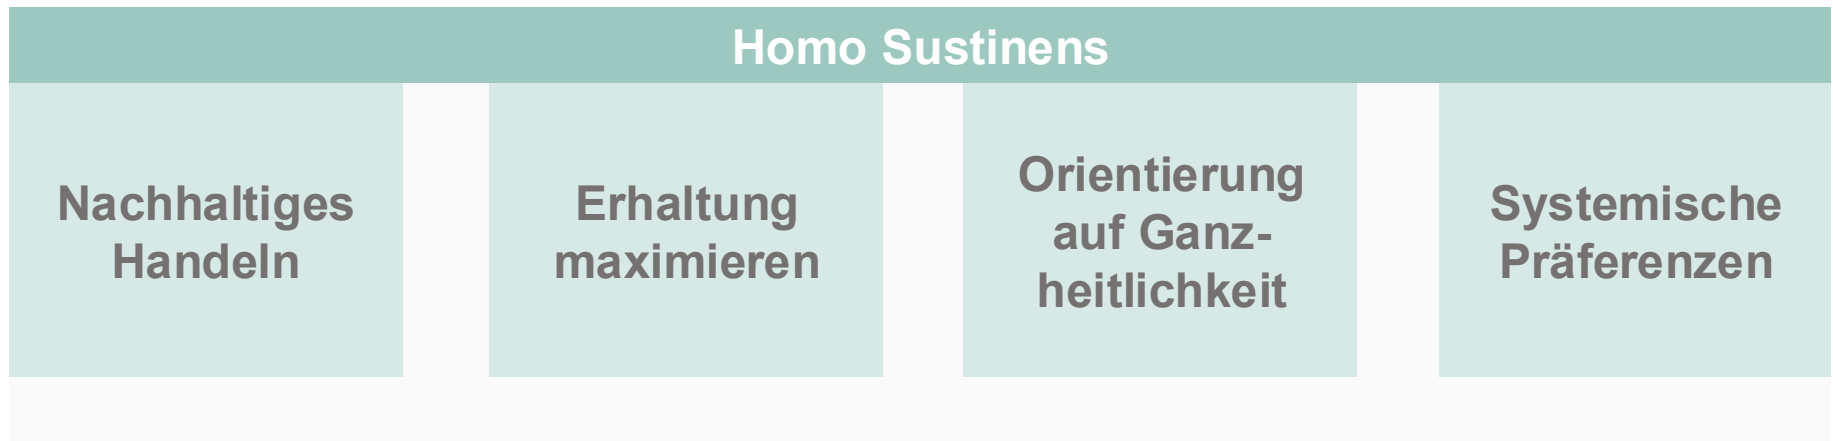 Homo Sustinens
Nachhaltiges
Handeln
Erhaltung
maximieren
Orientierung
auf Ganz-
heitlichkeit
Systemische
Präferenzen